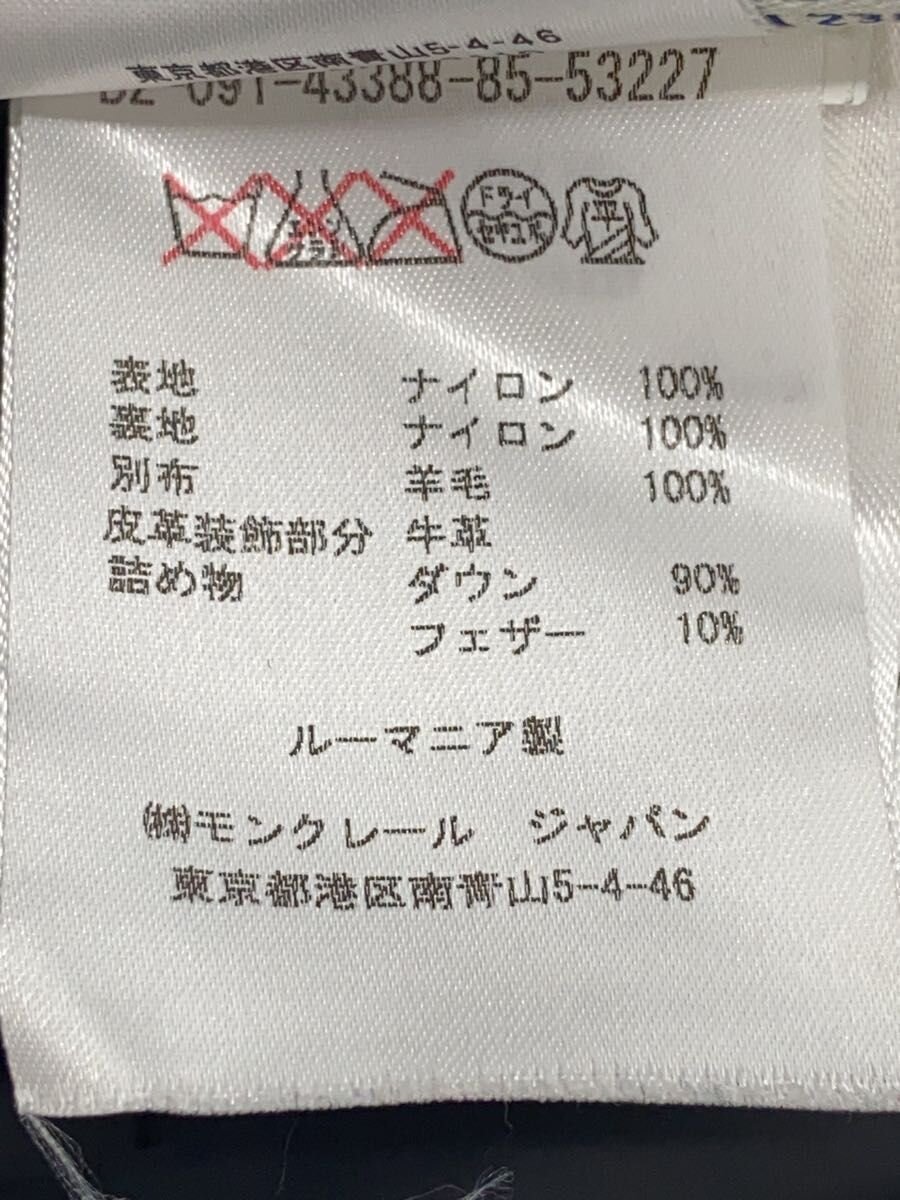 東京都港区南青山5-4-46
091-43388-85-53227
ドライ
セキユ系
平
表地 ナイロン 100%
裏地 ナイロン 100%
別布 羊毛 100%
皮革装飾部分 牛革
詰め物 ダウン 90%
フェザー 10%
ルーマニア製
㈱モンクレール ジャパン
東京都港区南青山5-4-46